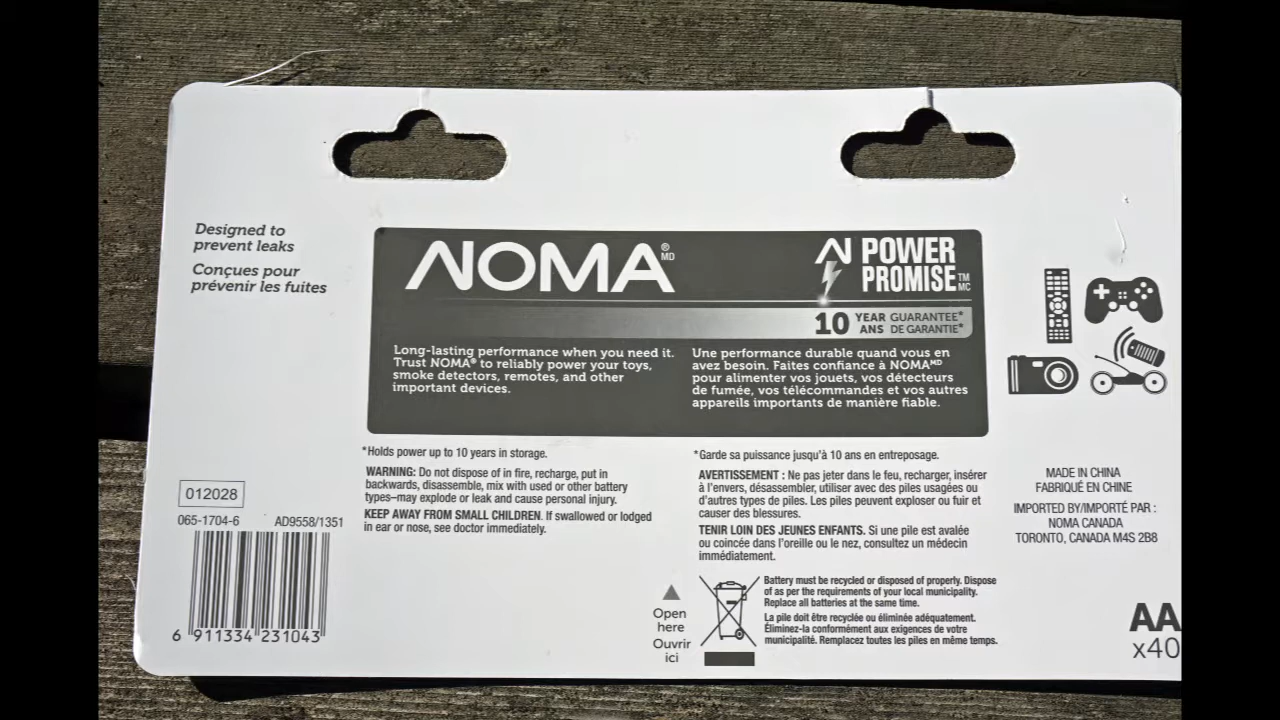 Designed to
prevent leaks
Conçues pour
prévenir les fuites
NOMA®MD
N POWER
PROMISE™MC
10 YEAR GUARANTEE*
ANS DE GARANTIE*
Long-lasting performance when you need it.
Trust NOMA® to reliably power your toys,
smoke detectors, remotes, and other
important devices.
Une performance durable quand vous en
avez besoin. Faites confiance à NOMAᴹᴰ
pour alimenter vos jouets, vos détecteurs
de fumée, vos télécommandes et vos autres
appareils importants de manière fiable.
*Holds power up to 10 years in storage.
WARNING: Do not dispose of in fire, recharge, put in
backwards, disassemble, mix with used or other battery
types–may explode or leak and cause personal injury.
KEEP AWAY FROM SMALL CHILDREN. If swallowed or lodged
in ear or nose, see doctor immediately.
*Garde sa puissance jusqu'à 10 ans en entreposage.
AVERTISSEMENT : Ne pas jeter dans le feu, recharger, insérer
à l'envers, désassembler, utiliser avec des piles usagées ou
d'autres types de piles. Les piles peuvent exploser ou fuir et
causer des blessures.
TENIR LOIN DES JEUNES ENFANTS. Si une pile est avalée
ou coincée dans l'oreille ou le nez, consultez un médecin
immédiatement.
MADE IN CHINA
FABRIQUÉ EN CHINE
IMPORTED BY/IMPORTÉ PAR :
NOMA CANADA
TORONTO, CANADA M4S 2B8
012028
065-1704-6 AD9558/1351
6 911334 231043
Open
here
Ouvrir
ici
Battery must be recycled or disposed of properly. Dispose
of as per the requirements of your local municipality.
Replace all batteries at the same time.
La pile doit être recyclée ou éliminée adéquatement.
Éliminez-la conformément aux exigences de votre
municipalité. Remplacez toutes les piles en même temps.
AA
x40